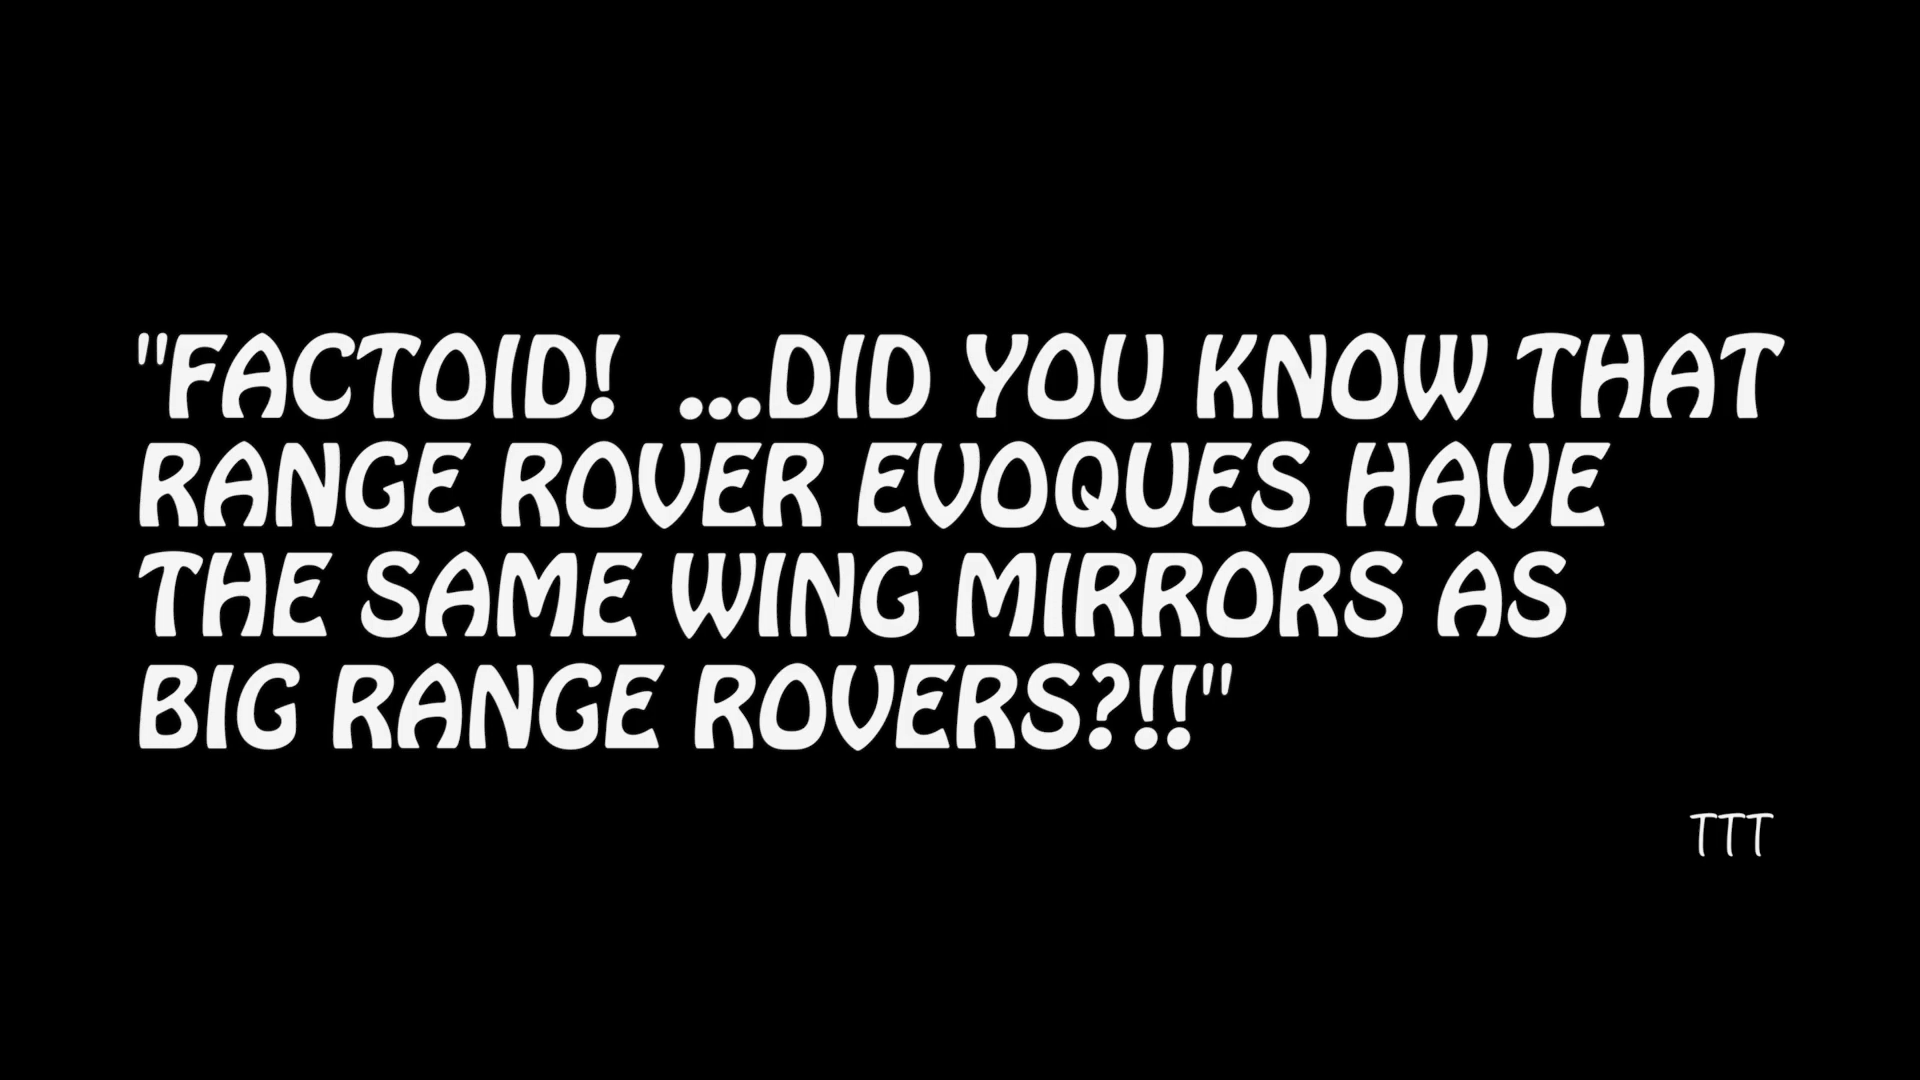 "FACTOID!  ...DID YOU KNOW THAT
RANGE ROVER EVOQUES HAVE
THE SAME WING MIRRORS AS
BIG RANGE ROVERS?!!"
TTT